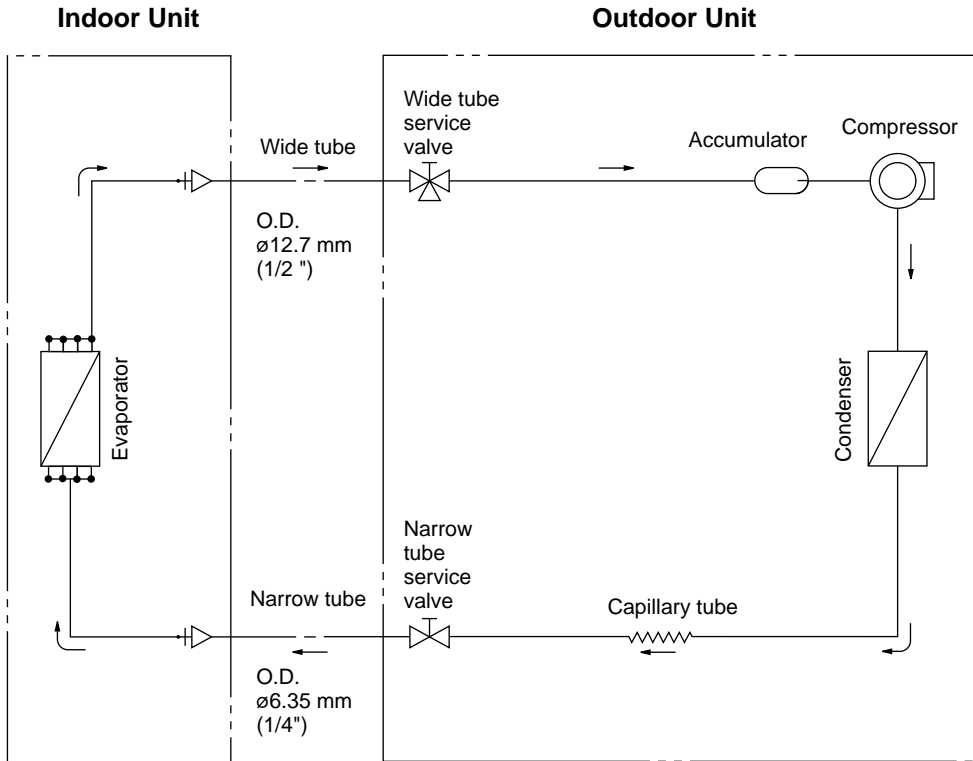 Indoor Unit
Outdoor Unit
Wide tube
Wide tube
service
valve
Accumulator
Compressor
O.D.
ø12.7 mm
(1/2 ")
Evaporator
Condenser
Narrow tube
Narrow
tube
service
valve
Capillary tube
O.D.
ø6.35 mm
(1/4")